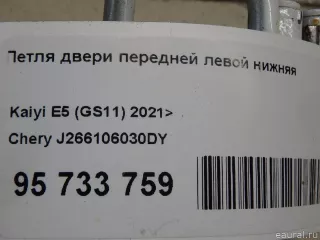 Петля двери передней левой нижняя
Kaiyi E5 (GS11) 2021>
Chery J266106030DY
95 733 759
eaural.ru